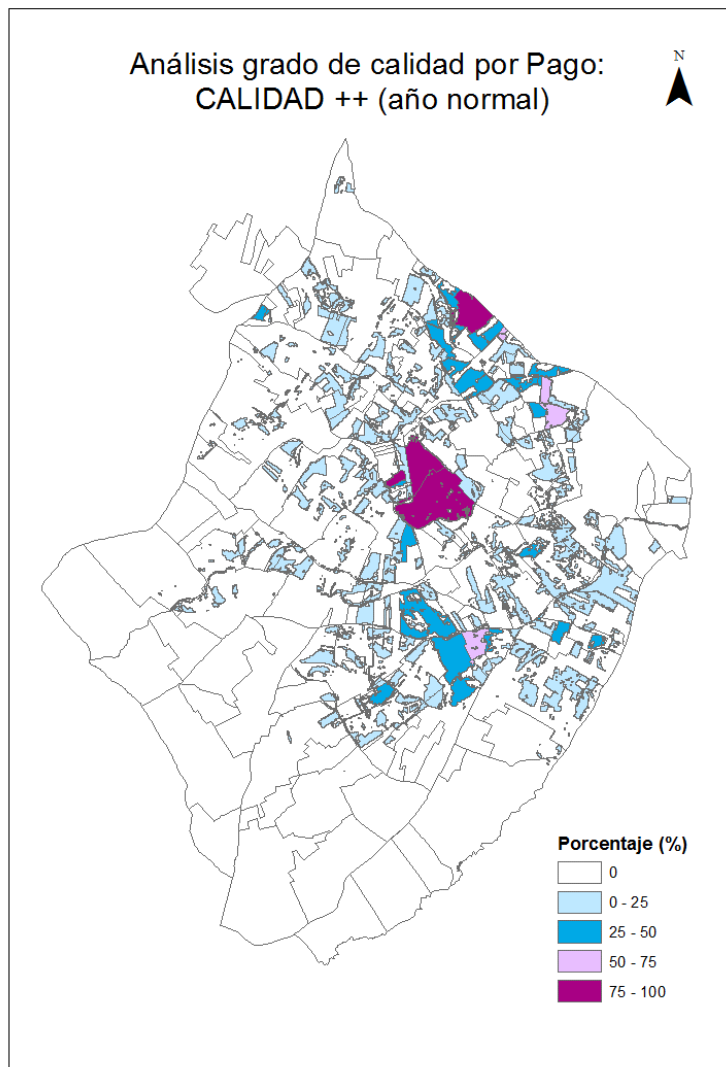 Análisis grado de calidad por Pago:
CALIDAD ++ (año normal)
N
Porcentaje (%)
0
0 - 25
25 - 50
50 - 75
75 - 100